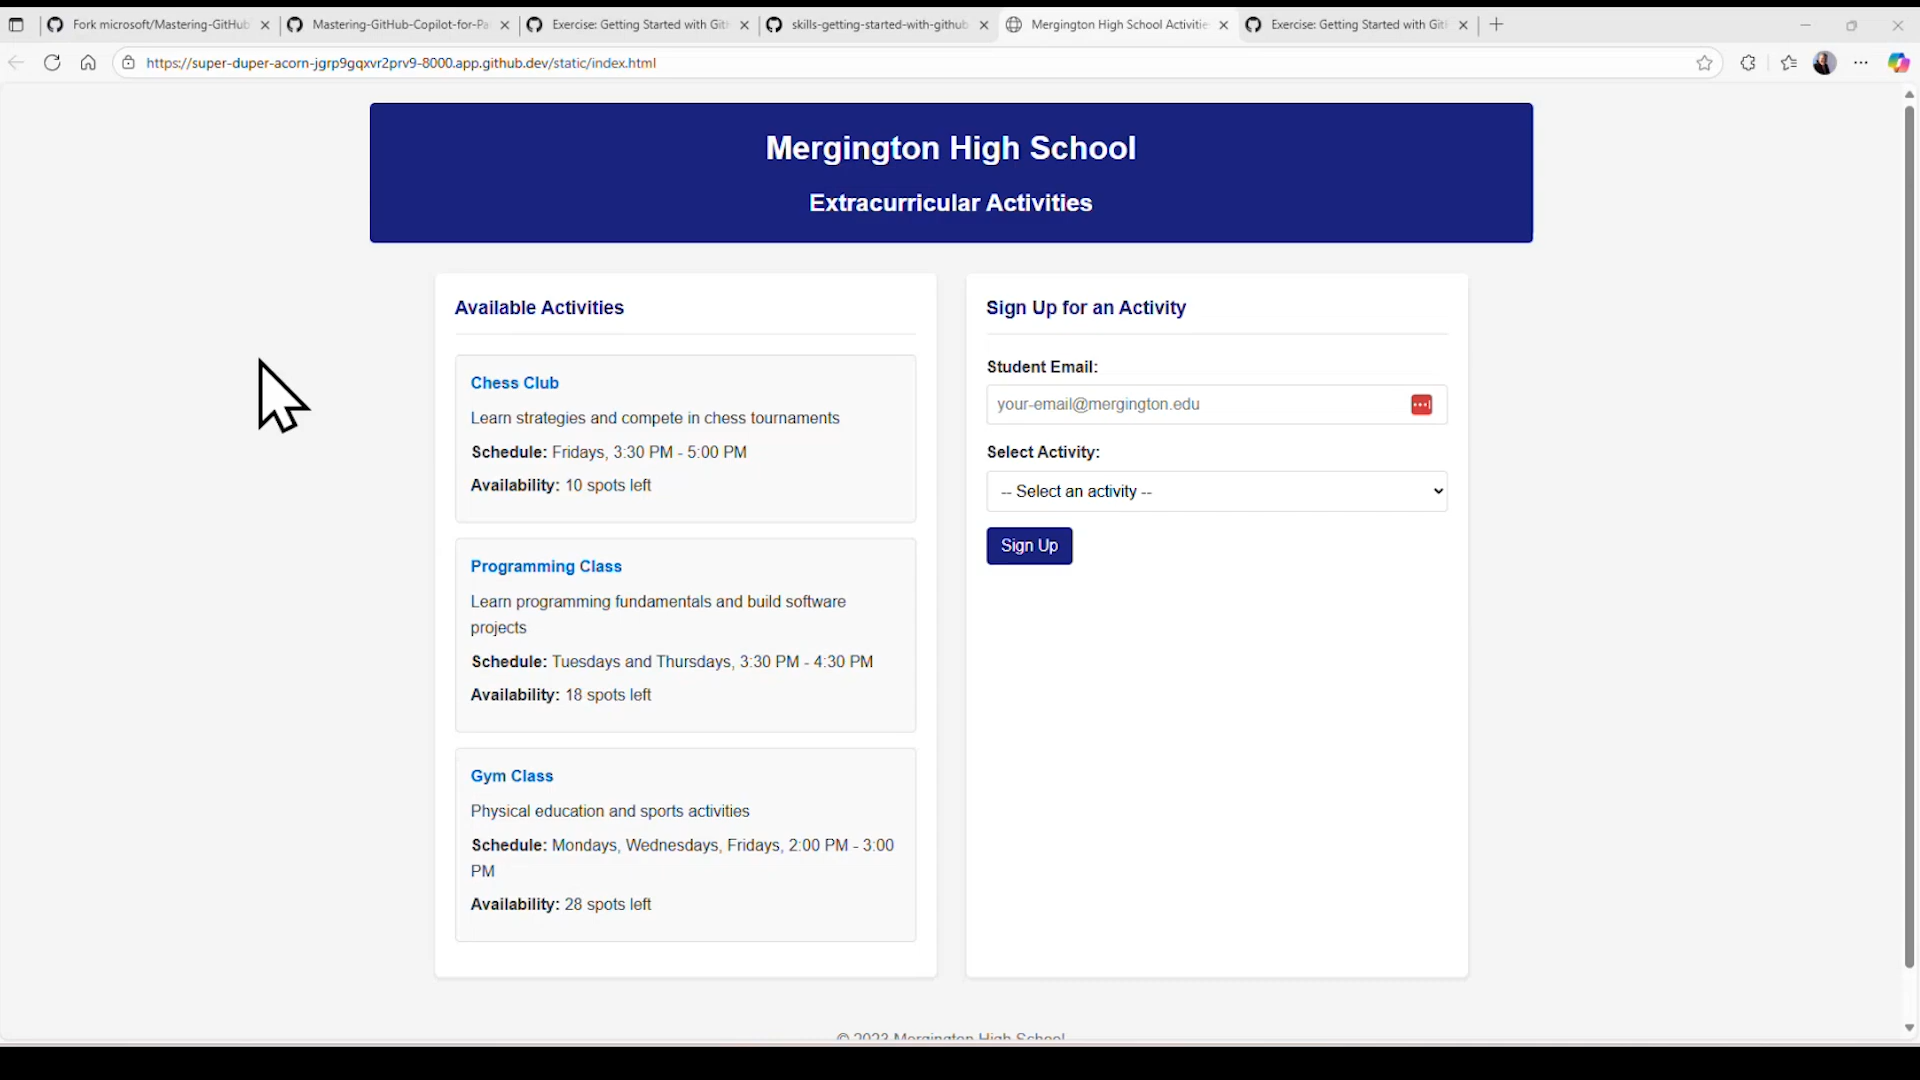 Fork microsoft/Mastering-GitHub
Mastering-GitHub-Copilot-for-Pa
Exercise: Getting Started with Git
skills-getting-started-with-github
Mergington High School Activitie
Exercise: Getting Started with Git
https://super-duper-acorn-jgrp9gqxvr2prv9-8000.app.github.dev/static/index.html
Mergington High School
Extracurricular Activities
Available Activities
Chess Club
Learn strategies and compete in chess tournaments
Schedule: Fridays, 3:30 PM - 5:00 PM
Availability: 10 spots left
Programming Class
Learn programming fundamentals and build software
projects
Schedule: Tuesdays and Thursdays, 3:30 PM - 4:30 PM
Availability: 18 spots left
Gym Class
Physical education and sports activities
Schedule: Mondays, Wednesdays, Fridays, 2:00 PM - 3:00
PM
Availability: 28 spots left
Sign Up for an Activity
Student Email:
your-email@mergington.edu
Select Activity:
-- Select an activity --
Sign Up
© 2023 Mergington High School